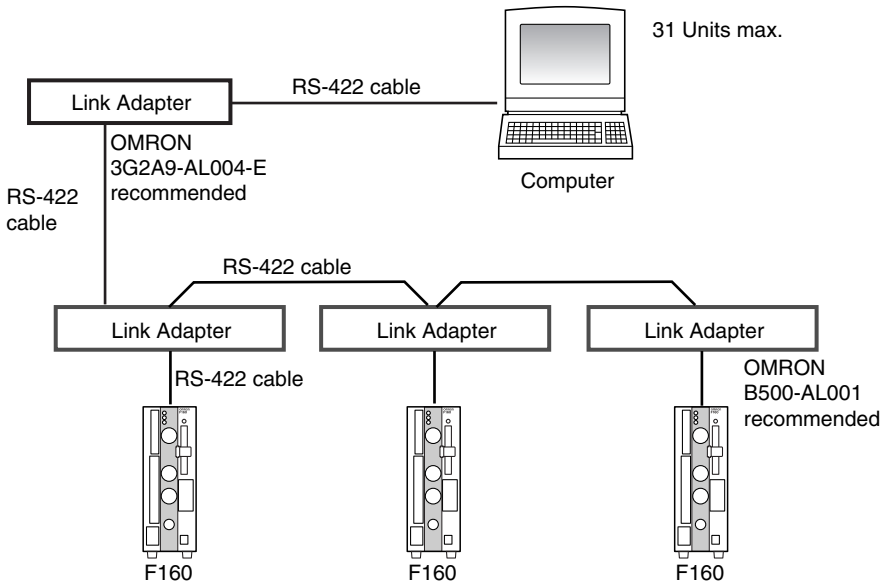 31 Units max.
RS-422 cable
Link Adapter
OMRON
3G2A9-AL004-E
recommended
Computer
RS-422
cable
RS-422 cable
Link Adapter
Link Adapter
Link Adapter
RS-422 cable
OMRON
B500-AL001
recommended
F160
F160
F160